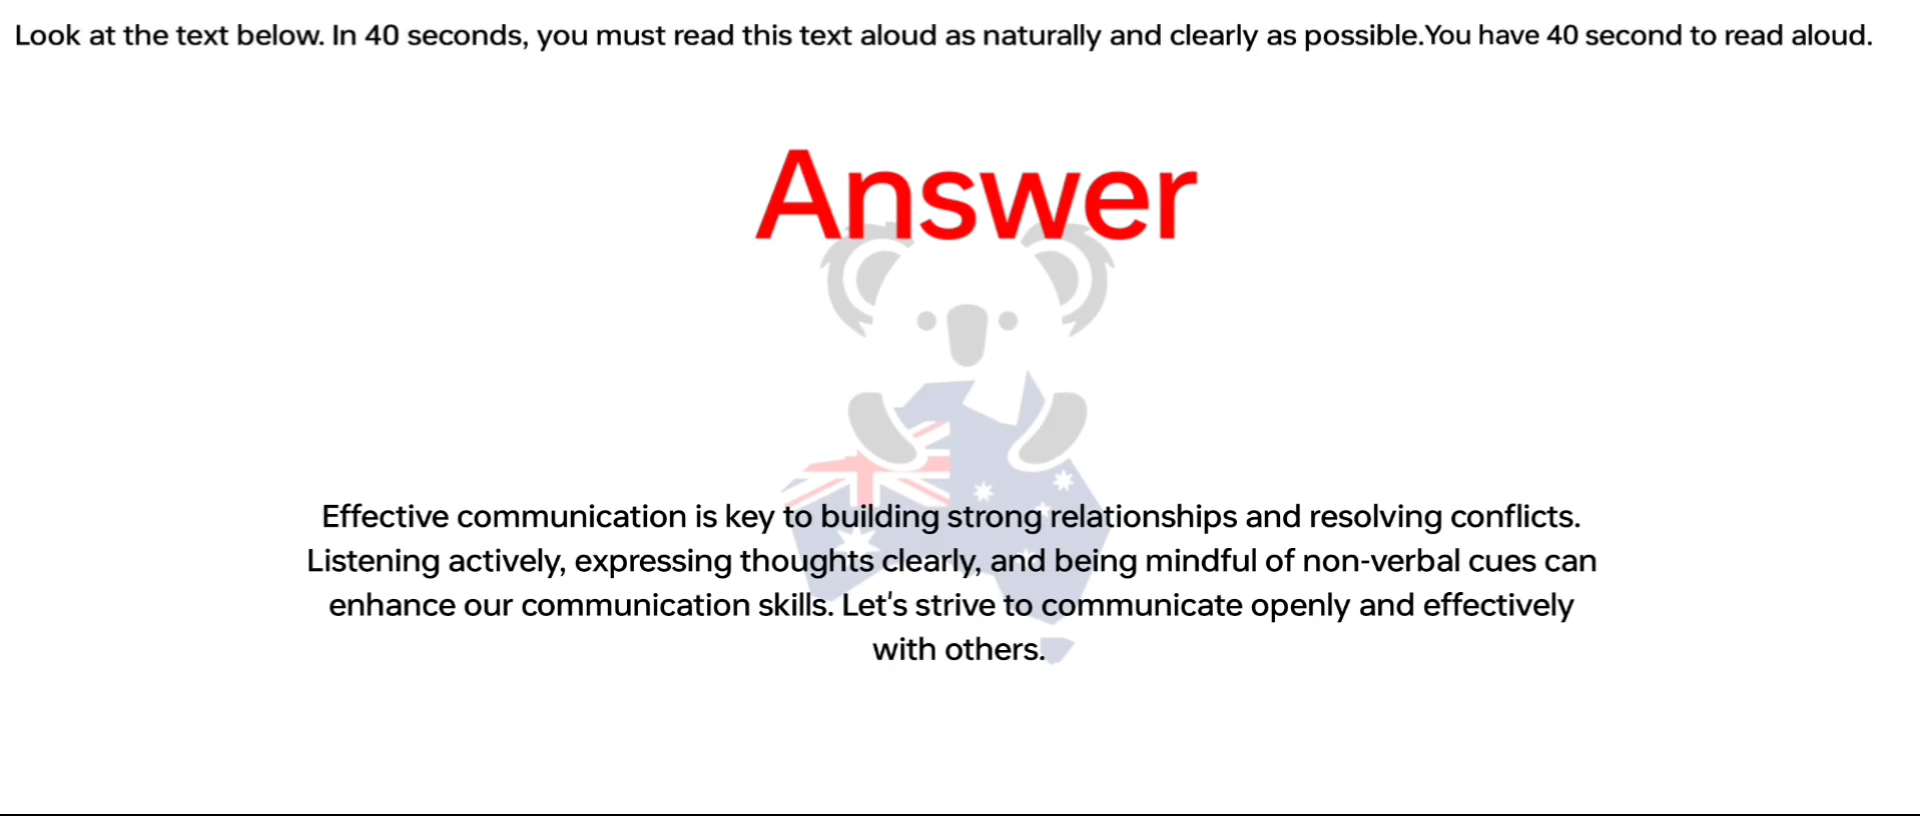 Look at the text below. In 40 seconds, you must read this text aloud as naturally and clearly as possible.You have 40 second to read aloud.
Answer
Effective communication is key to building strong relationships and resolving conflicts.
Listening actively, expressing thoughts clearly, and being mindful of non-verbal cues can
enhance our communication skills. Let's strive to communicate openly and effectively
with others.